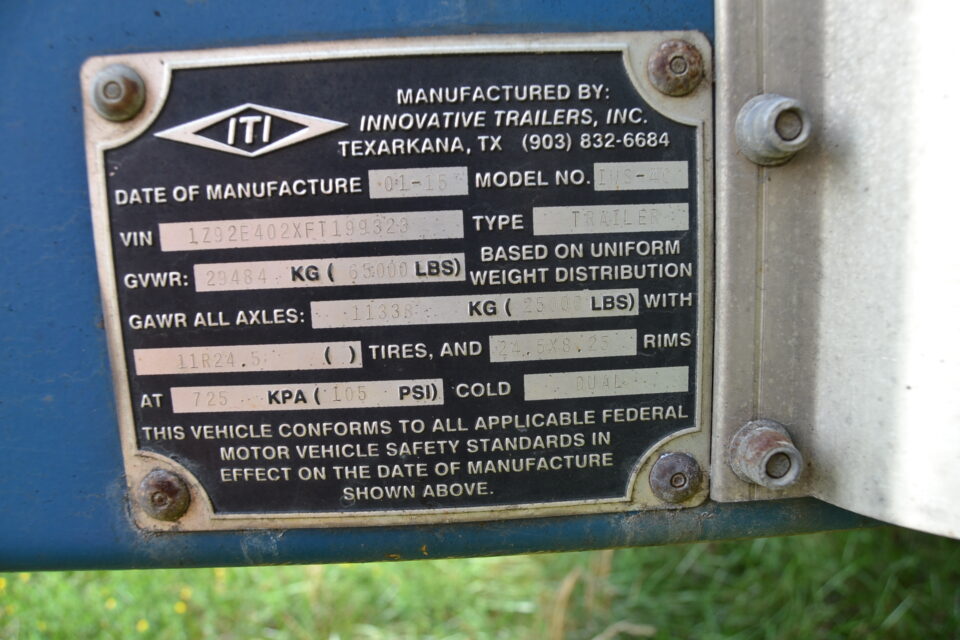 ITI
MANUFACTURED BY:
INNOVATIVE TRAILERS, INC.
TEXARKANA, TX (903) 832-6684
DATE OF MANUFACTURE 01-15 MODEL NO.
VIN 1Z92E402XFT199323 TYPE TRAILER
GVWR: 29484 KG ( 65000 LBS) BASED ON UNIFORM WEIGHT DISTRIBUTION
GAWR ALL AXLES: 11338 KG ( 25000 LBS) WITH
11R24.5 ( ) TIRES, AND 24.5X8.25 RIMS
AT 725 KPA ( 105 PSI) COLD DUAL
THIS VEHICLE CONFORMS TO ALL APPLICABLE FEDERAL
MOTOR VEHICLE SAFETY STANDARDS IN
EFFECT ON THE DATE OF MANUFACTURE
SHOWN ABOVE.